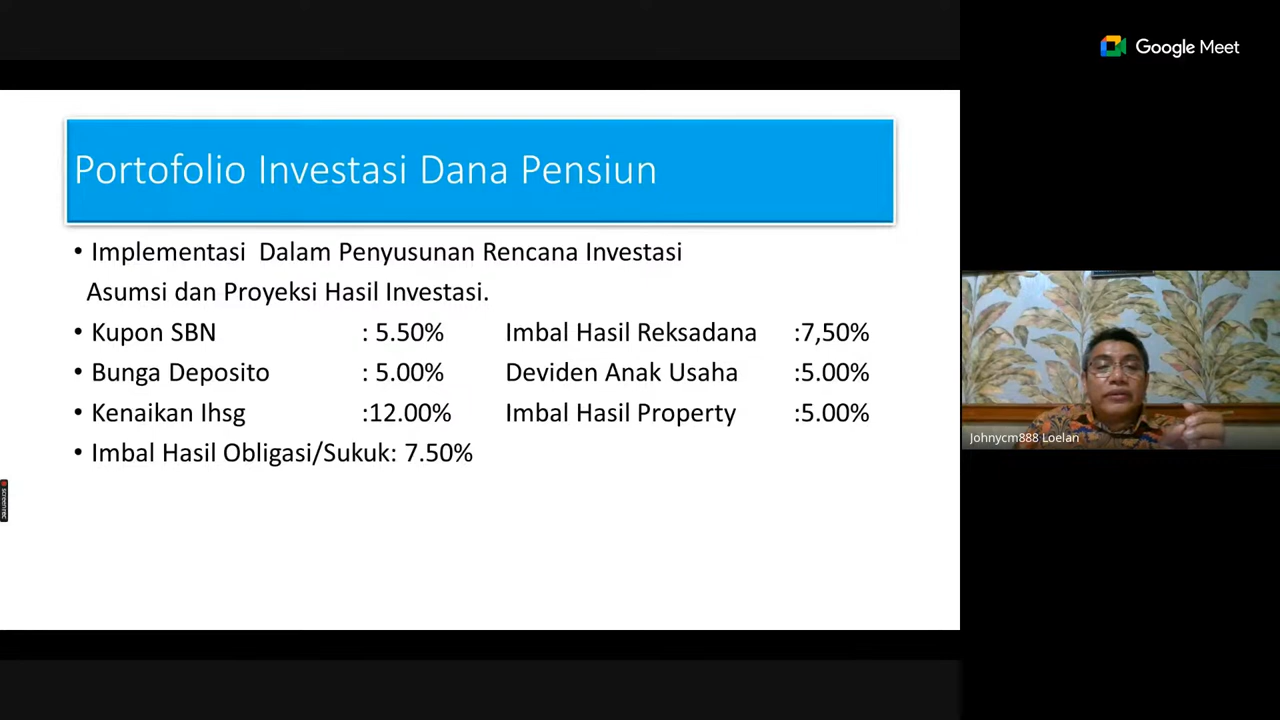 Google Meet
Portofolio Investasi Dana Pensiun
• Implementasi Dalam Penyusunan Rencana Investasi
Asumsi dan Proyeksi Hasil Investasi.
• Kupon SBN : 5.50% Imbal Hasil Reksadana :7,50%
• Bunga Deposito : 5.00% Deviden Anak Usaha :5.00%
• Kenaikan Ihsg :12.00% Imbal Hasil Property :5.00%
• Imbal Hasil Obligasi/Sukuk: 7.50%
Johnycm888 Loelan
screenrec